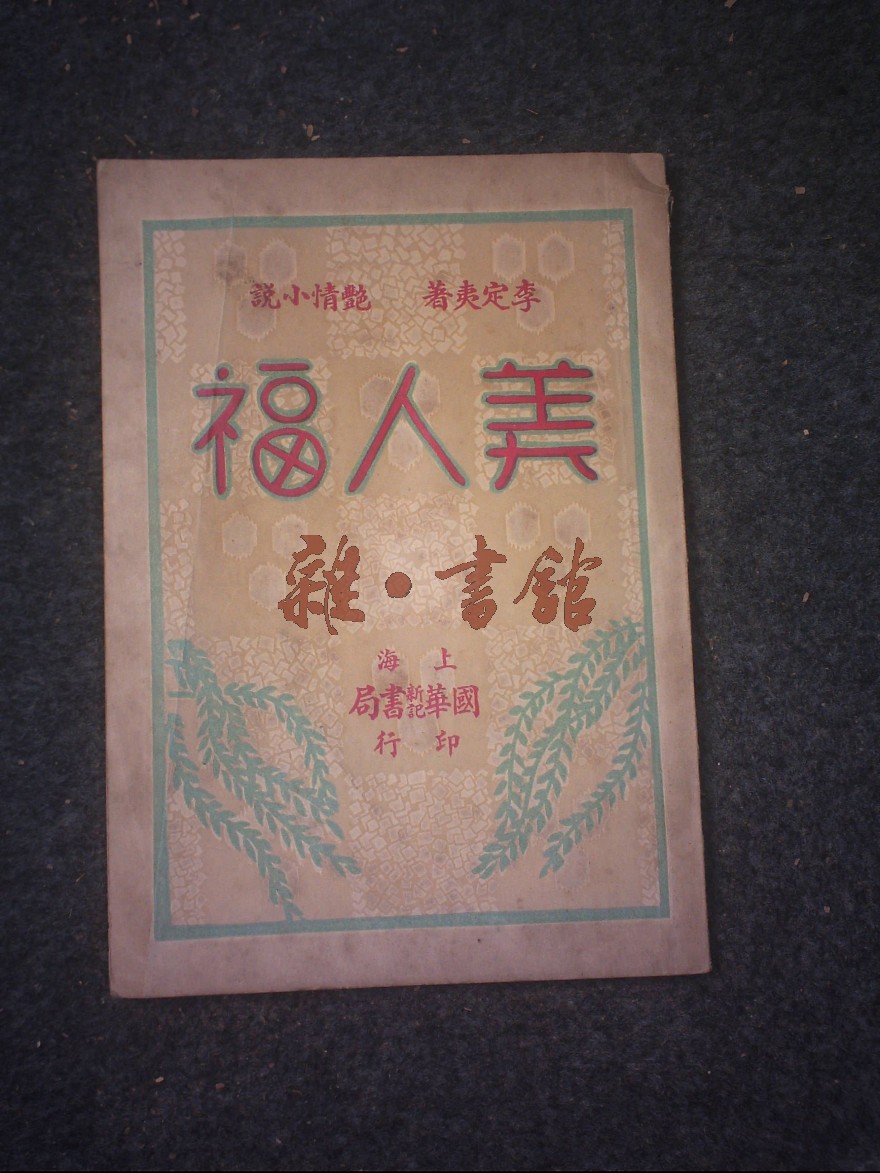 李定夷著 艷情小説
美人福
雜·書館
上海
國華新記書局
印行